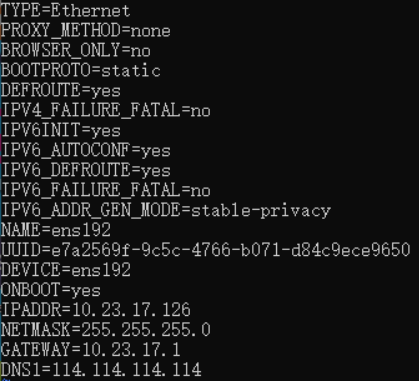 TYPE=Ethernet
PROXY_METHOD=none
BROWSER_ONLY=no
BOOTPROTO=static
DEFROUTE=yes
IPV4_FAILURE_FATAL=no
IPV6INIT=yes
IPV6_AUTOCONF=yes
IPV6_DEFROUTE=yes
IPV6_FAILURE_FATAL=no
IPV6_ADDR_GEN_MODE=stable-privacy
NAME=ens192
UUID=e7a2569f-9c5c-4766-b071-d84c9ece9650
DEVICE=ens192
ONBOOT=yes
IPADDR=10.23.17.126
NETMASK=255.255.255.0
GATEWAY=10.23.17.1
DNS1=114.114.114.114